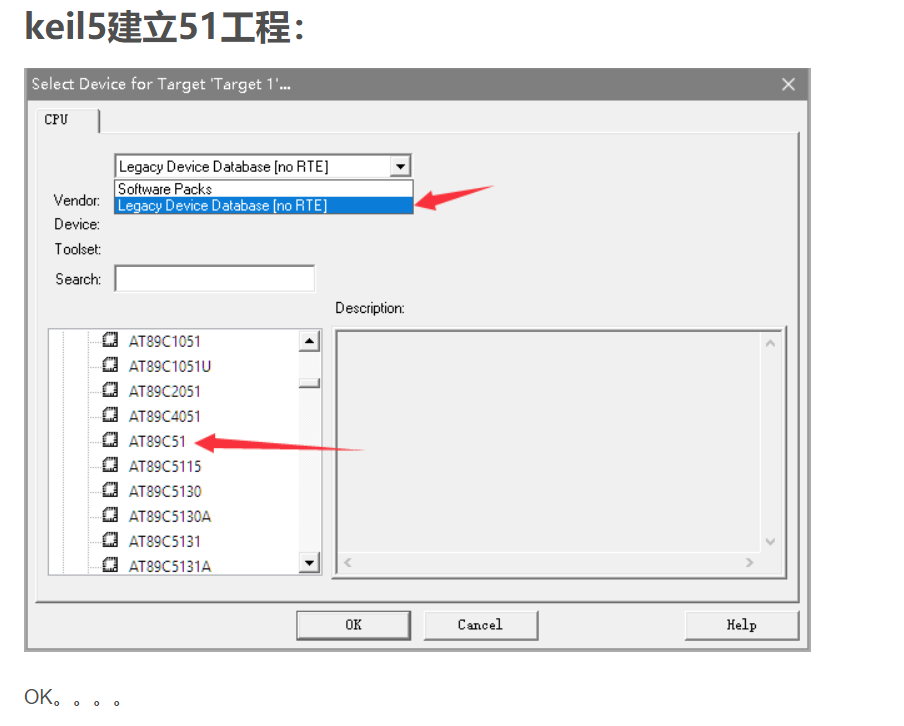 keil5建立51工程：
Select Device for Target 'Target 1'...
CPU
Legacy Device Database [no RTE]
Software Packs
Legacy Device Database [no RTE]
Vendor:
Device:
Toolset:
Search:
Description:
AT89C1051
AT89C1051U
AT89C2051
AT89C4051
AT89C51
AT89C5115
AT89C5130
AT89C5130A
AT89C5131
AT89C5131A
OK
Cancel
Help
OK。。。。